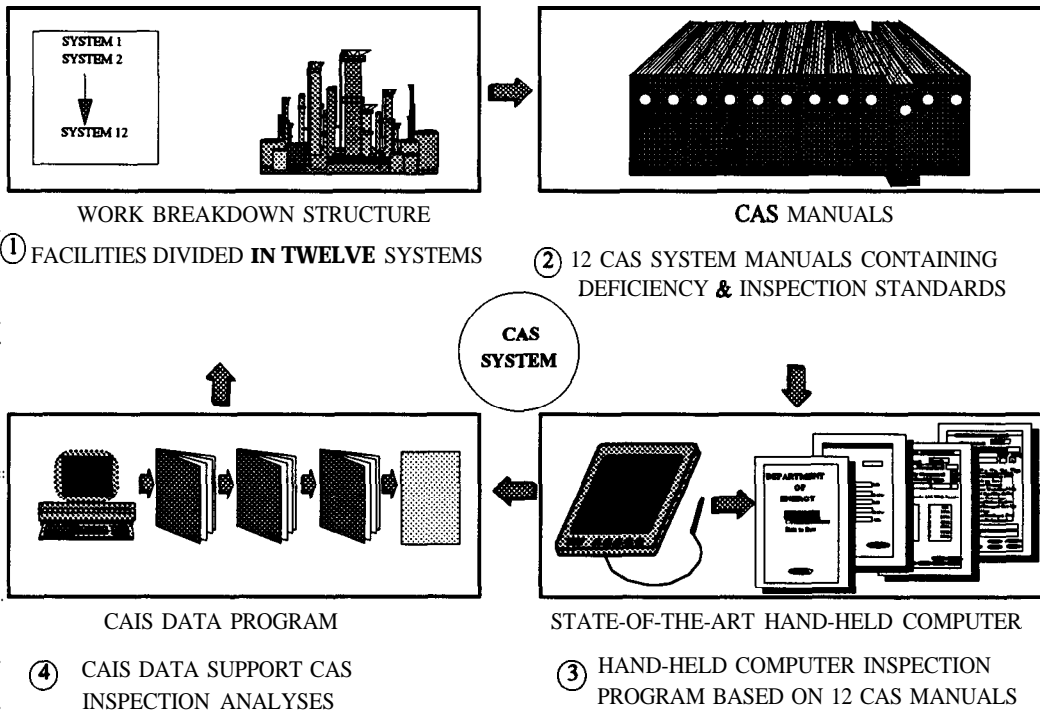 SYSTEM 1
SYSTEM 2
SYSTEM 12
WORK BREAKDOWN STRUCTURE
① FACILITIES DIVIDED IN TWELVE SYSTEMS
CAS MANUALS
② 12 CAS SYSTEM MANUALS CONTAINING
DEFICIENCY & INSPECTION STANDARDS
CAS
SYSTEM
CAIS DATA PROGRAM
④ CAIS DATA SUPPORT CAS
INSPECTION ANALYSES
DEPARTMENT
OF
ENERGY
STATE-OF-THE-ART HAND-HELD COMPUTER
③ HAND-HELD COMPUTER INSPECTION
PROGRAM BASED ON 12 CAS MANUALS